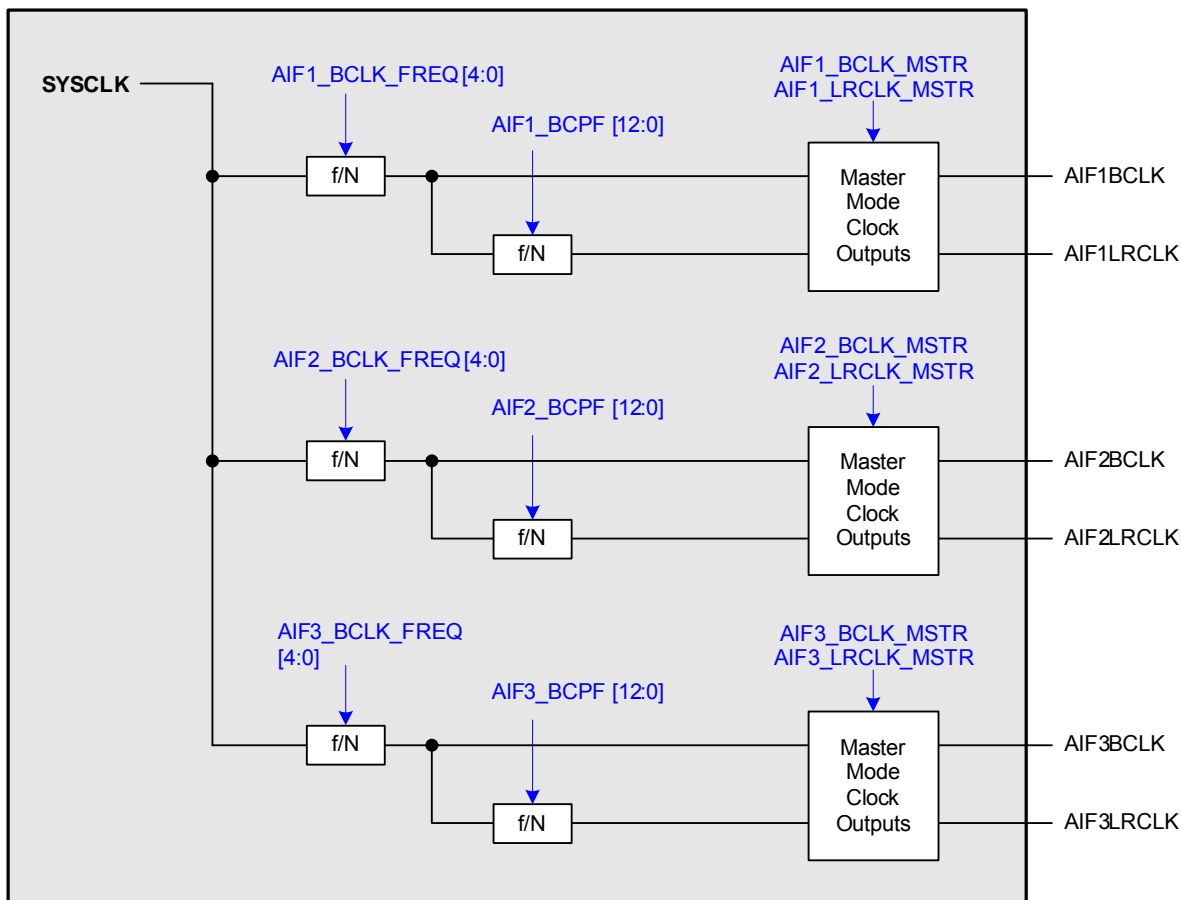 SYSCLK
AIF1_BCLK_FREQ [4:0]
AIF1_BCPF [12:0]
AIF1_BCLK_MSTR
AIF1_LRCLK_MSTR
f/N
f/N
Master
Mode
Clock
Outputs
AIF1BCLK
AIF1LRCLK
AIF2_BCLK_FREQ [4:0]
AIF2_BCPF [12:0]
AIF2_BCLK_MSTR
AIF2_LRCLK_MSTR
f/N
f/N
Master
Mode
Clock
Outputs
AIF2BCLK
AIF2LRCLK
AIF3_BCLK_FREQ
[4:0]
AIF3_BCPF [12:0]
AIF3_BCLK_MSTR
AIF3_LRCLK_MSTR
f/N
f/N
Master
Mode
Clock
Outputs
AIF3BCLK
AIF3LRCLK